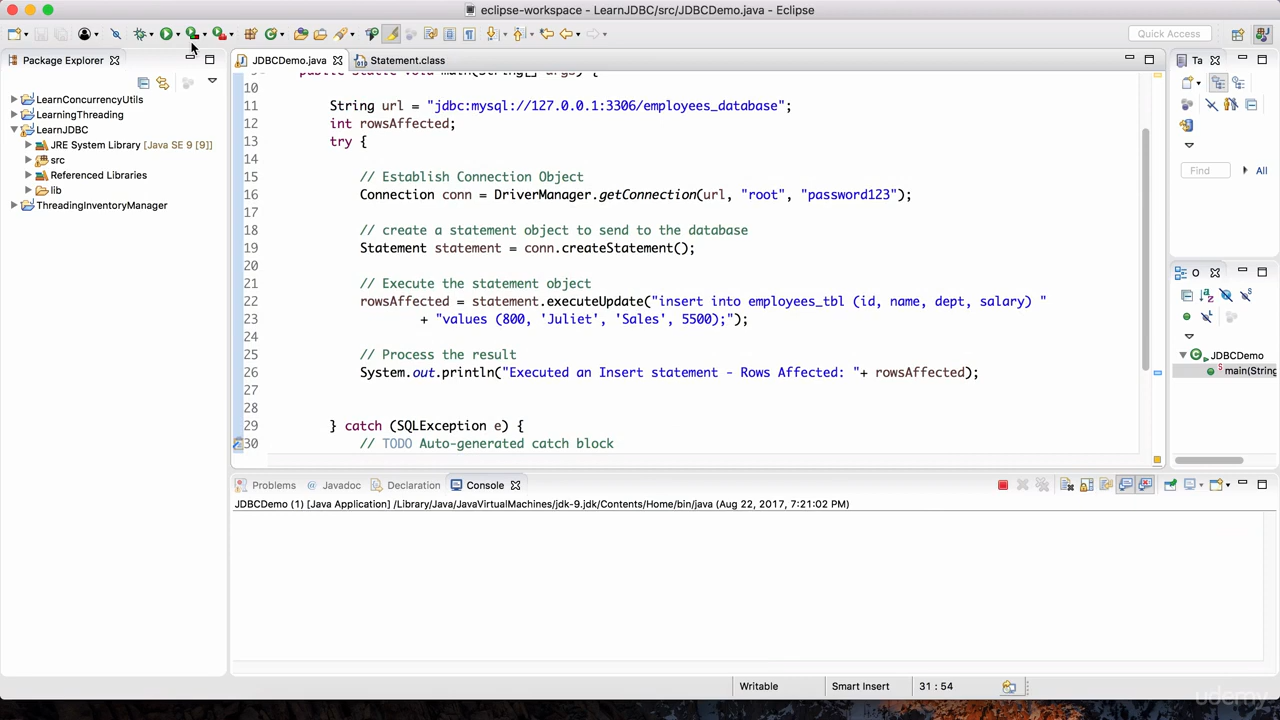 eclipse-workspace - LearnJDBC/src/JDBCDemo.java - Eclipse
Quick Access
Package Explorer
JDBCDemo.java
Statement.class
Ta
LearnConcurrencyUtils
LearningThreading
LearnJDBC
JRE System Library [Java SE 9 [9]]
src
Referenced Libraries
lib
ThreadingInventoryManager
9 public static void main(String[] args) {
10
11 String url = "jdbc:mysql://127.0.0.1:3306/employees_database";
12 int rowsAffected;
13 try {
14
15 // Establish Connection Object
16 Connection conn = DriverManager.getConnection(url, "root", "password123");
17
18 // create a statement object to send to the database
19 Statement statement = conn.createStatement();
20
21 // Execute the statement object
22 rowsAffected = statement.executeUpdate("insert into employees_tbl (id, name, dept, salary) "
23 + "values (800, 'Juliet', 'Sales', 5500);");
24
25 // Process the result
26 System.out.println("Executed an Insert statement - Rows Affected: "+ rowsAffected);
27
28
29 } catch (SQLException e) {
30 // TODO Auto-generated catch block
Find
All
O
JDBCDemo
main(String
Problems
Javadoc
Declaration
Console
JDBCDemo (1) [Java Application] /Library/Java/JavaVirtualMachines/jdk-9.jdk/Contents/Home/bin/java (Aug 22, 2017, 7:21:02 PM)
Writable
Smart Insert
31 : 54
udemy